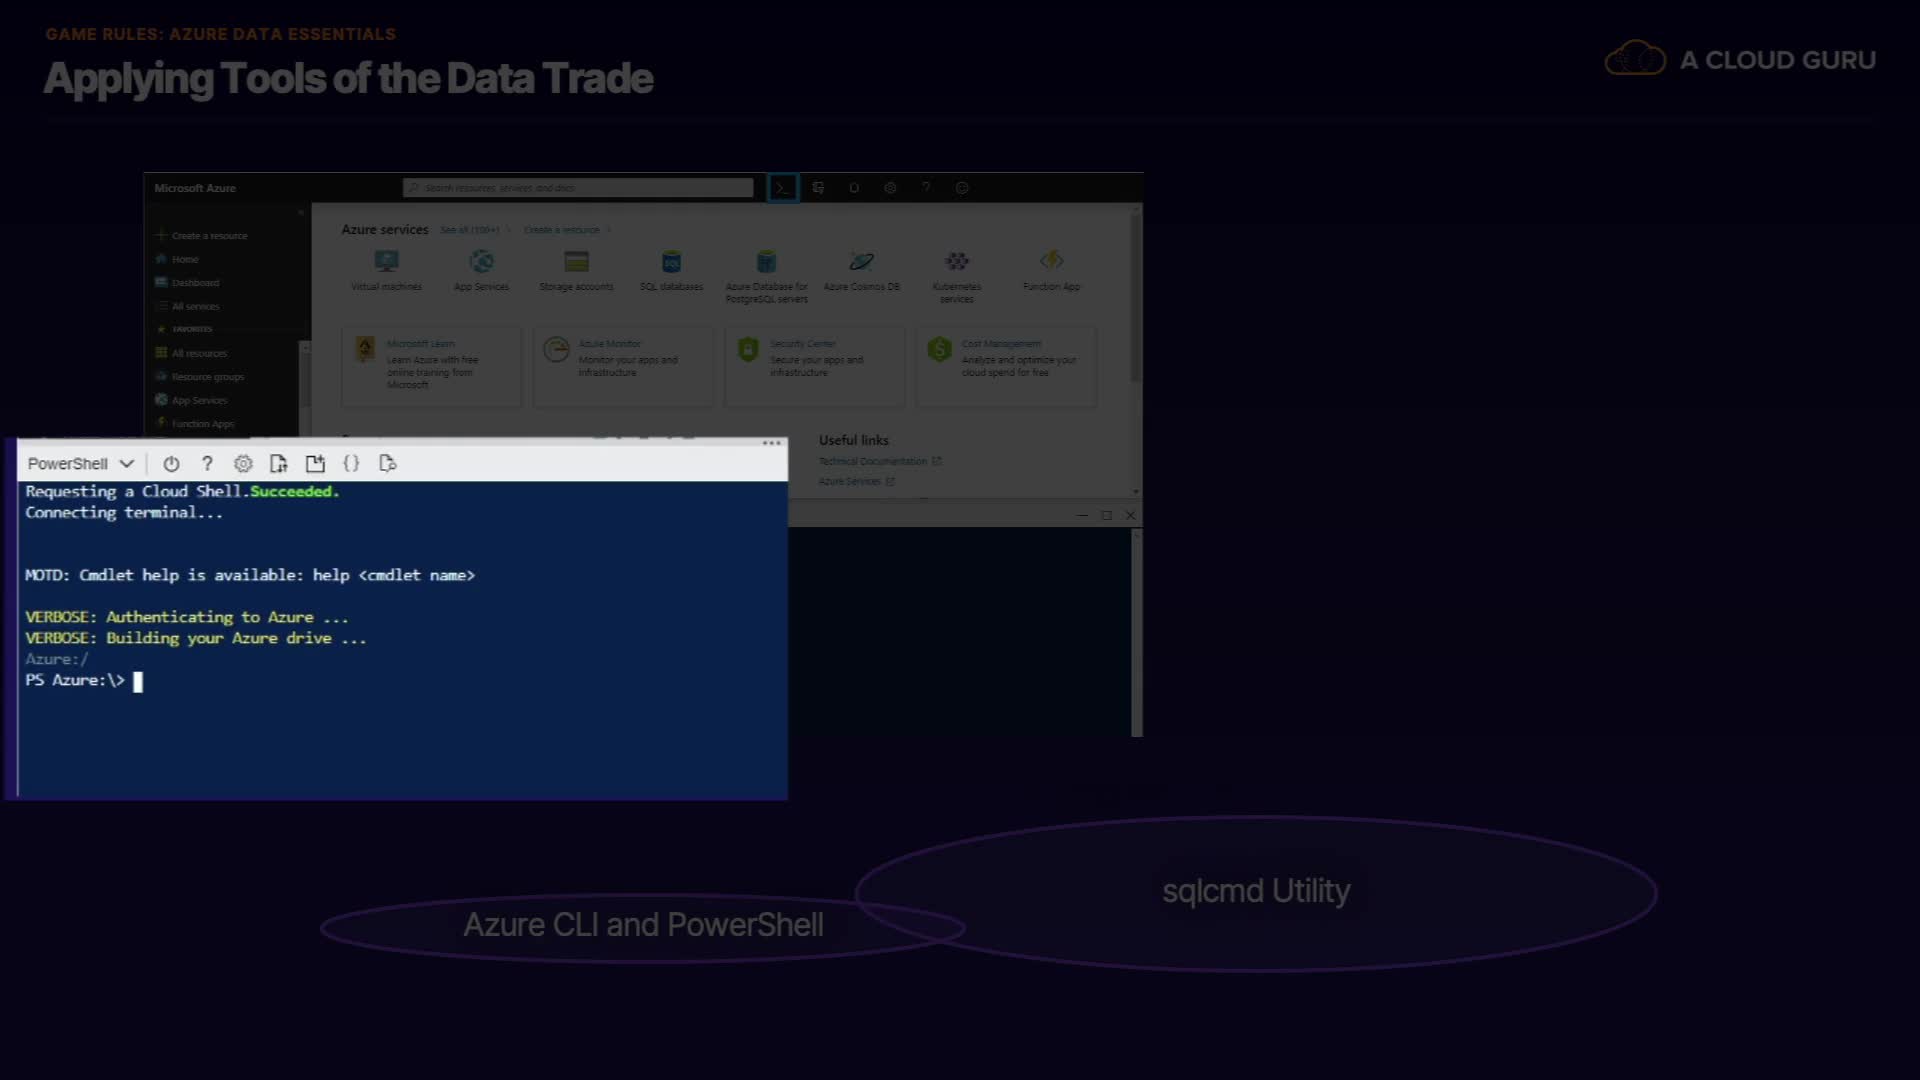 GAME RULES: AZURE DATA ESSENTIALS
Applying Tools of the Data Trade
A CLOUD GURU
Microsoft Azure
Search resources, services, and docs
Create a resource
Home
Dashboard
All services
FAVORITES
All resources
Resource groups
App Services
Function Apps
Azure services
See all (100+)
Create a resource
Virtual machines
App Services
Storage accounts
SQL databases
Azure Database for
PostgreSQL servers
Azure Cosmos DB
Kubernetes
services
Function App
Microsoft Learn
Learn Azure with free
online training from
Microsoft
Azure Monitor
Monitor your apps and
infrastructure
Security Center
Secure your apps and
infrastructure
Cost Management
Analyze and optimize your
cloud spend for free
Useful links
Technical Documentation
Azure Services
PowerShell
Requesting a Cloud Shell.Succeeded.
Connecting terminal...
MOTD: Cmdlet help is available: help <cmdlet name>
VERBOSE: Authenticating to Azure ...
VERBOSE: Building your Azure drive ...
Azure:/
PS Azure:\>
Azure CLI and PowerShell
sqlcmd Utility